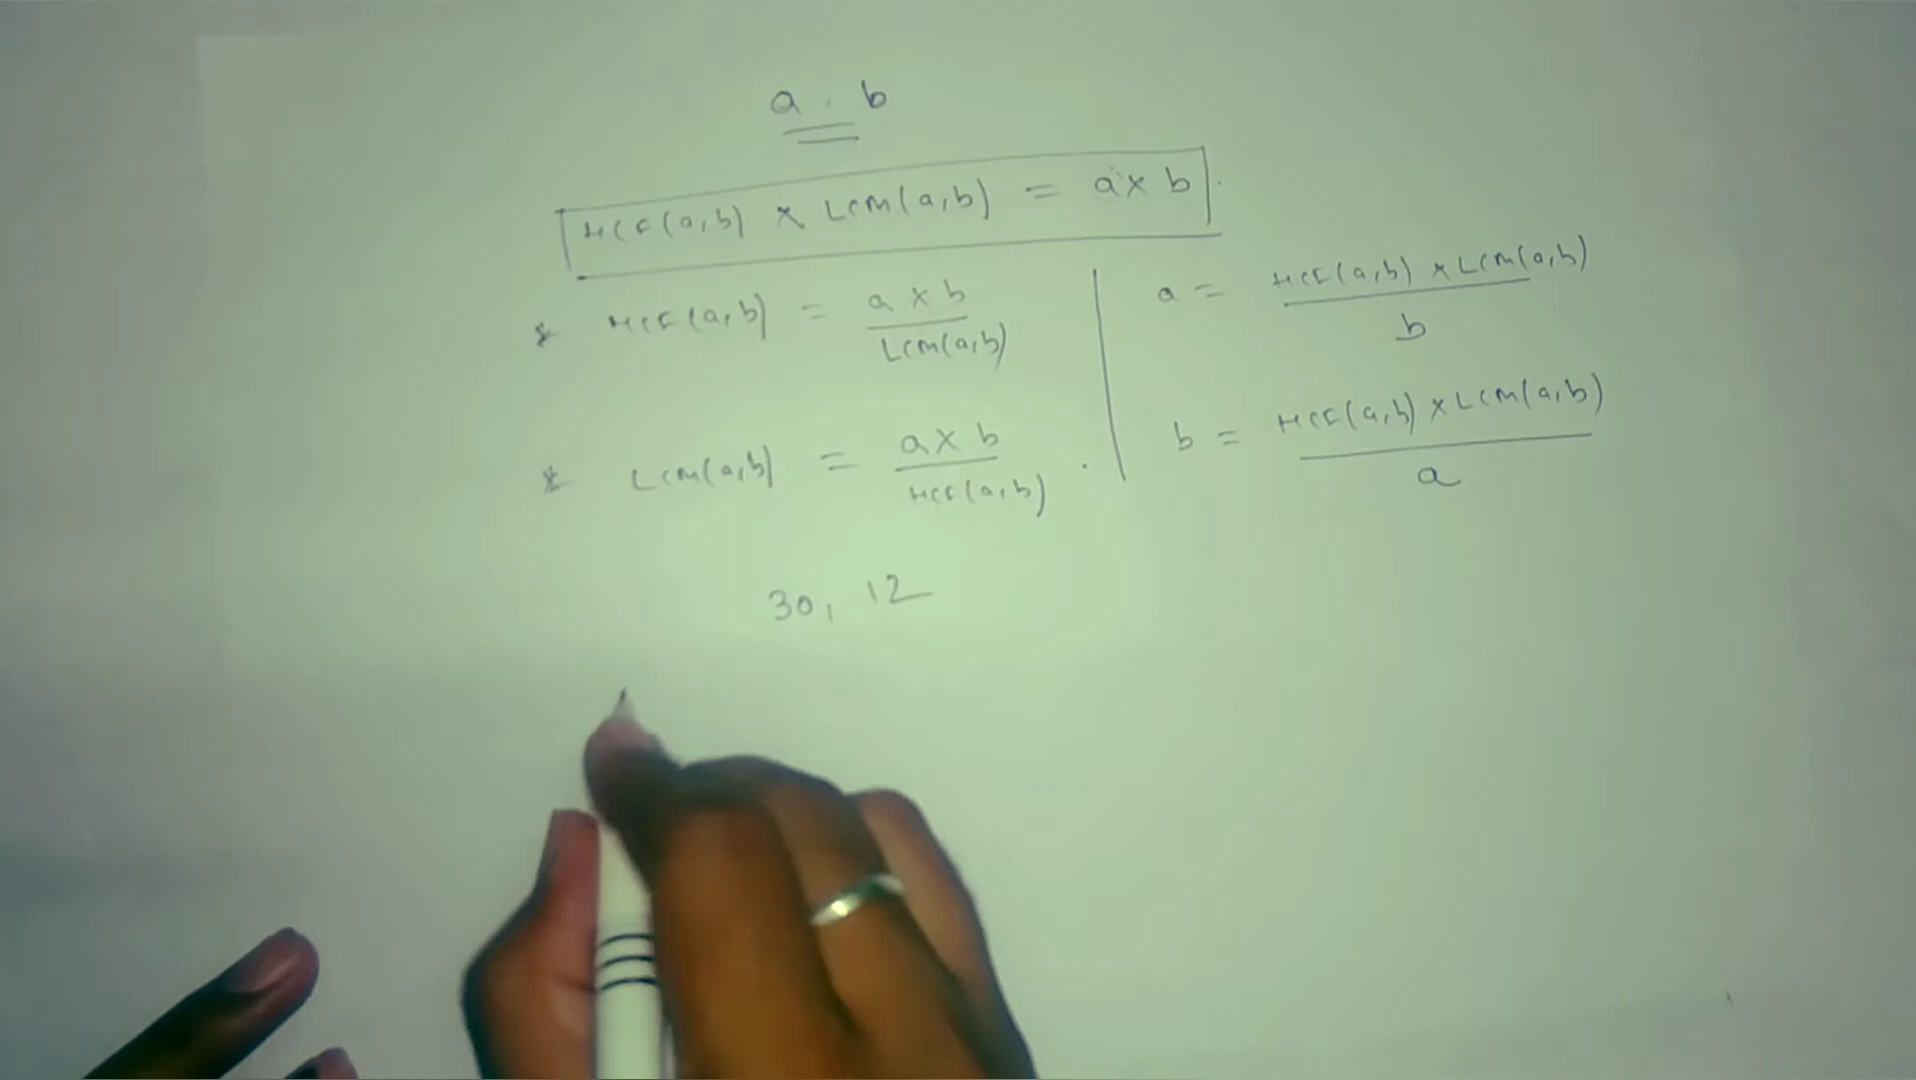 a, b
HCF(a,b) × LCM(a,b) = a × b
* HCF(a,b) = a × b / LCM(a,b)
* LCM(a,b) = a × b / HCF(a,b) .
a = HCF(a,b) × LCM(a,b) / b
b = HCF(a,b) × LCM(a,b) / a
30, 12